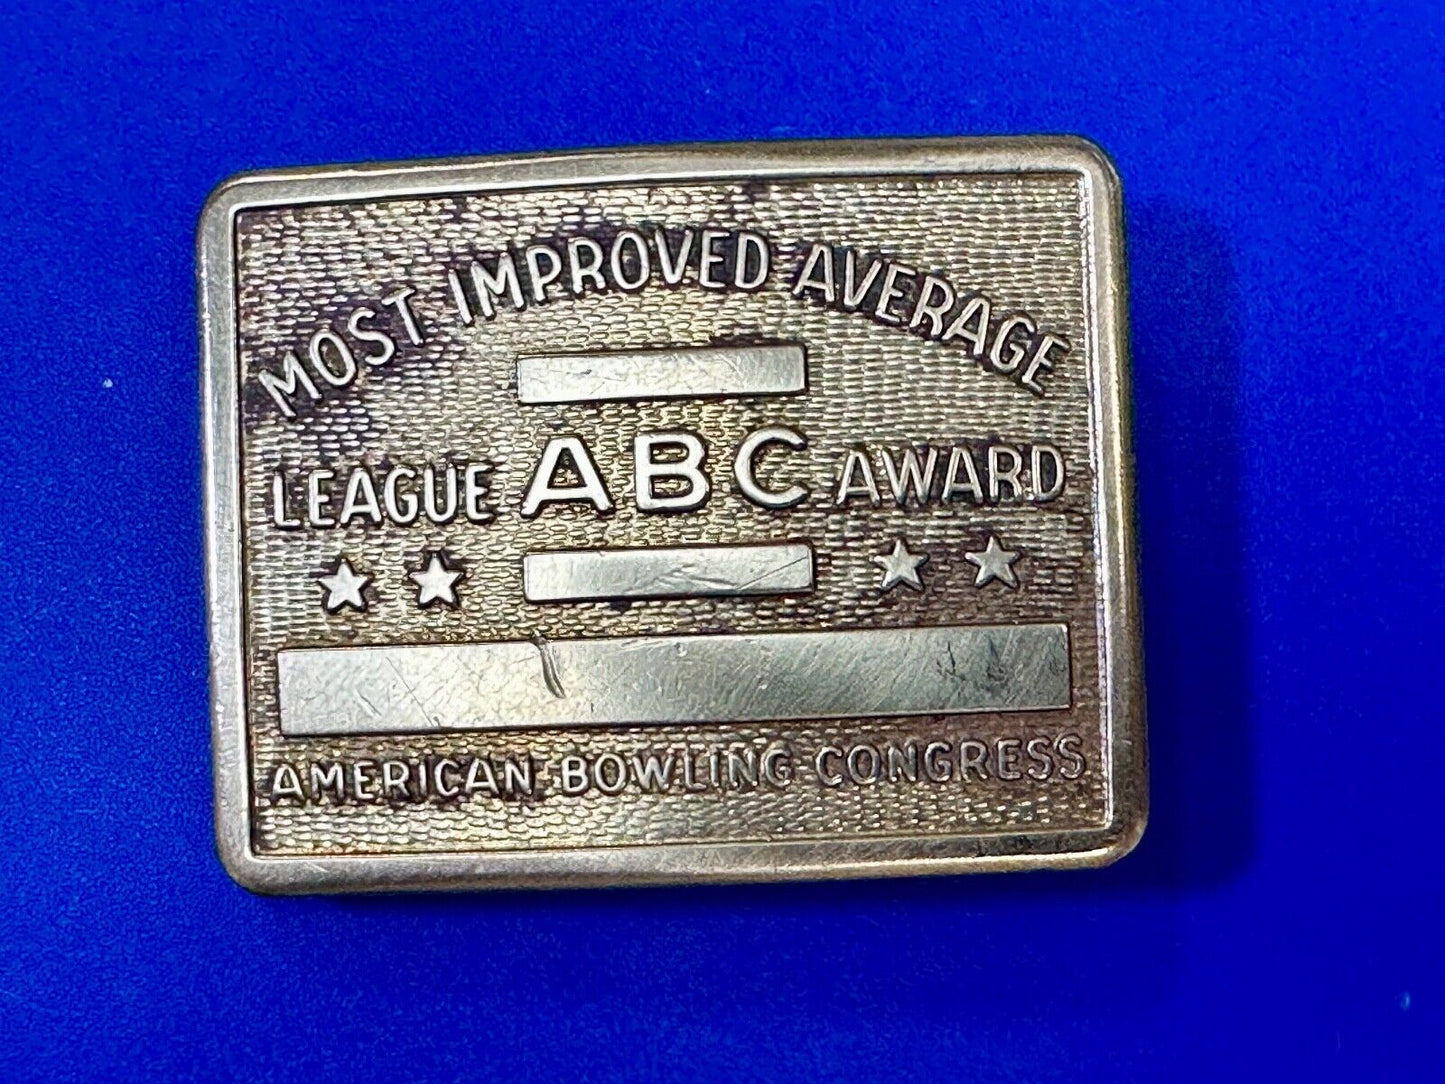 MOST IMPROVED AVERAGE
LEAGUE ABC AWARD
AMERICAN BOWLING CONGRESS